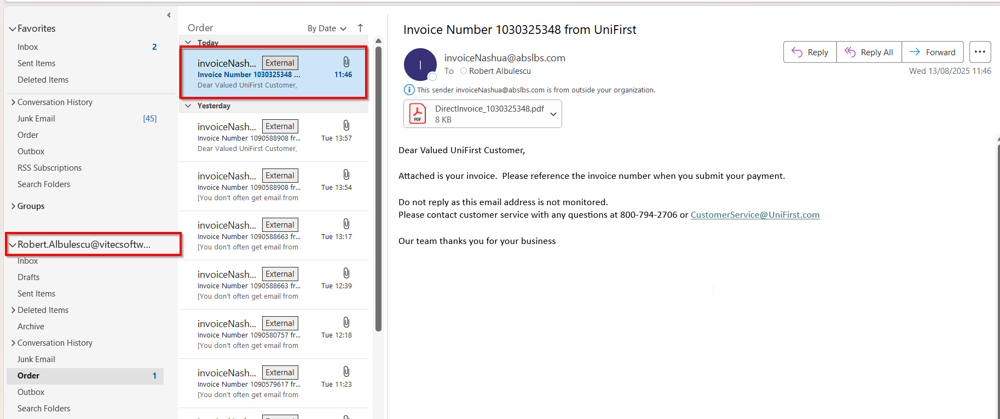 Favorites
Inbox 2
Sent Items
Deleted Items
Conversation History
Junk Email [45]
Order
Outbox
RSS Subscriptions
Search Folders
Groups
Robert.Albulescu@vitecsoftw...
Inbox
Drafts
Sent Items
Deleted Items
Archive
Conversation History
Junk Email
Order 1
Outbox
Search Folders
Order By Date
Today
invoiceNash... External
Invoice Number 1030325348 ... 11:46
Dear Valued UniFirst Customer,
Yesterday
invoiceNash... External
Invoice Number 1090588908 fr... Tue 13:57
Dear Valued UniFirst Customer,
invoiceNash... External
Invoice Number 1090588908 fr... Tue 13:54
[You don't often get email from
invoiceNash... External
Invoice Number 1090588663 fr... Tue 13:17
[You don't often get email from
invoiceNash... External
Invoice Number 1090588663 fr... Tue 12:39
[You don't often get email from
invoiceNash... External
Invoice Number 1090580757 fr... Tue 12:18
[You don't often get email from
invoiceNash... External
Invoice Number 1090579617 fr... Tue 11:23
[You don't often get email from
Invoice Number 1030325348 from UniFirst
I
invoiceNashua@abslbs.com
To Robert Albulescu
Reply Reply All Forward ...
Wed 13/08/2025 11:46
This sender invoiceNashua@abslbs.com is from outside your organization.
PDF
DirectInvoice_1030325348.pdf
8 KB
Dear Valued UniFirst Customer,
Attached is your invoice.  Please reference the invoice number when you submit your payment.
Do not reply as this email address is not monitored.
Please contact customer service with any questions at 800-794-2706 or CustomerService@UniFirst.com
Our team thanks you for your business